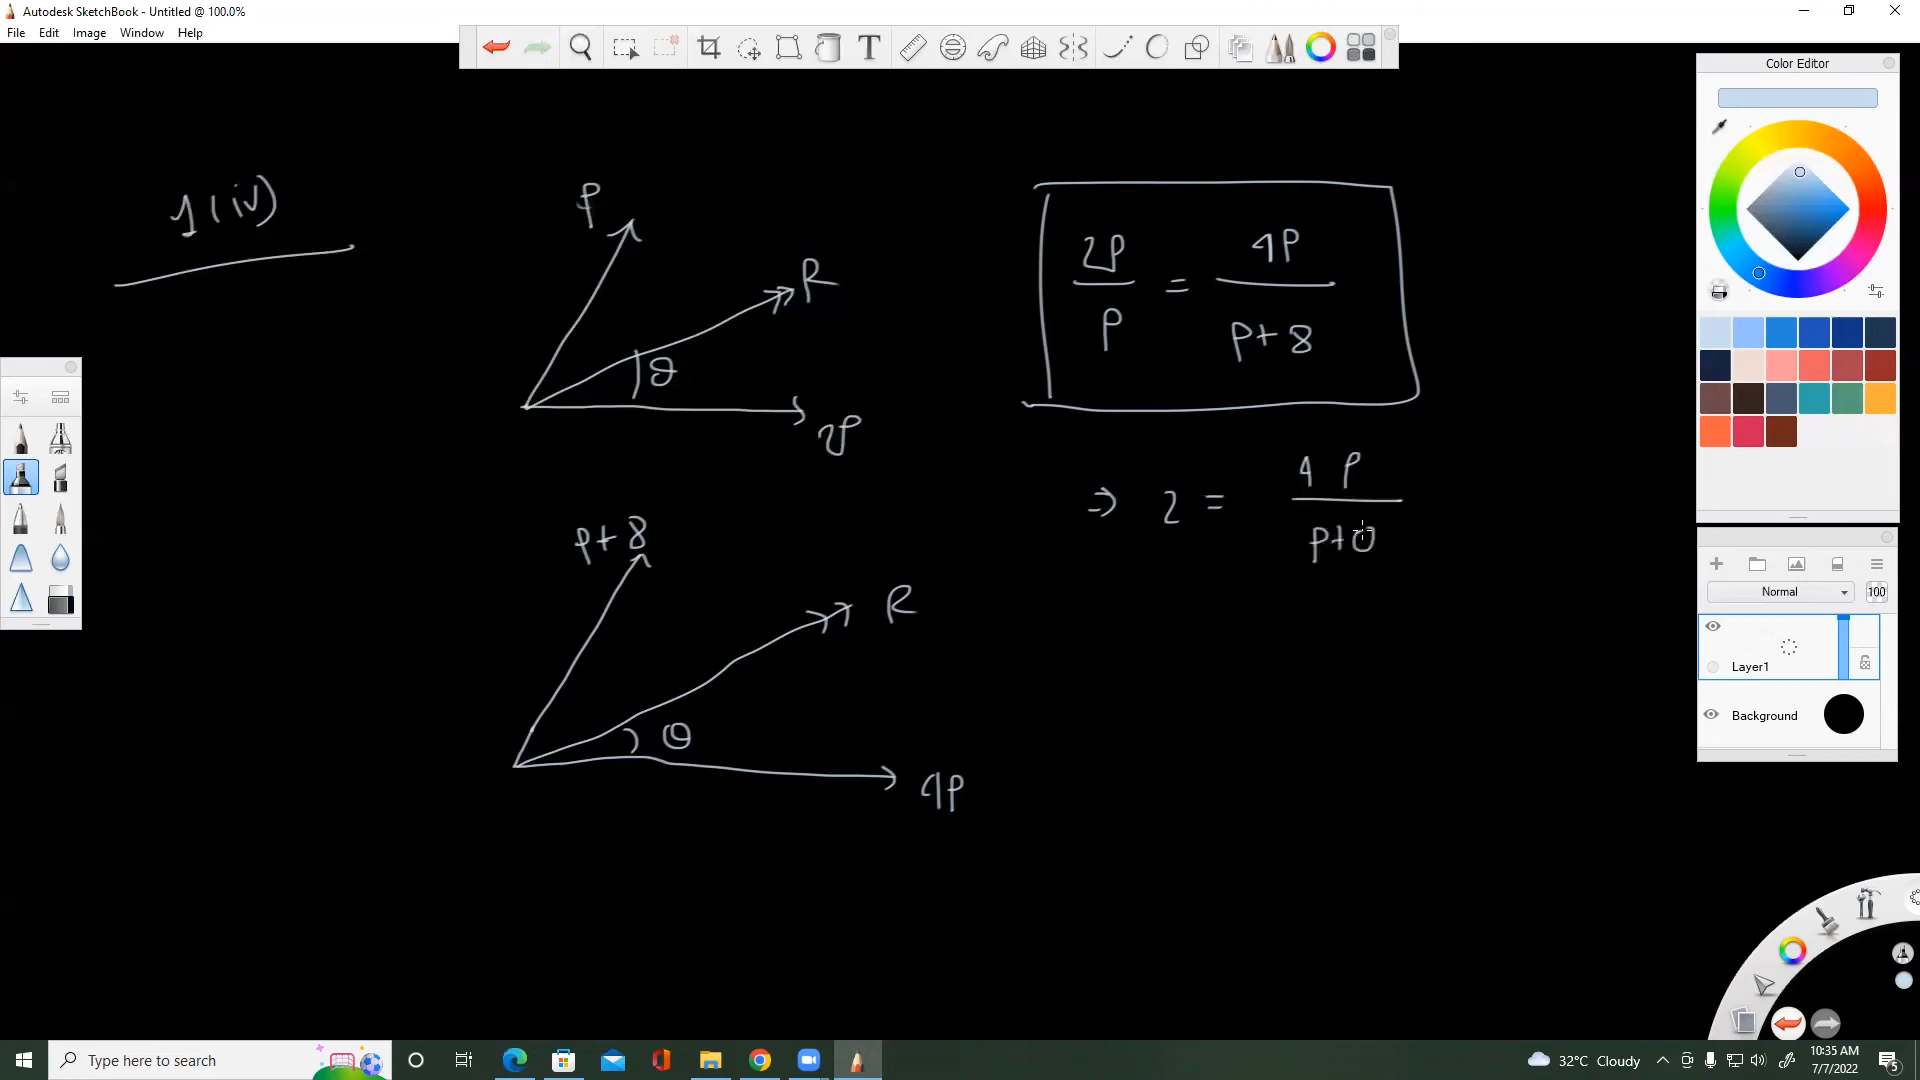 Autodesk SketchBook - Untitled @ 100.0%
File Edit Image Window Help
T
Color Editor
1(iv)
P
R
θ
2P
2P/P = 4P/P+8
⇒ 2 = 4P/P+0
P+8
R
θ
4P
Normal 100
Layer1
Background
Type here to search
32°C Cloudy
10:35 AM
7/7/2022
5